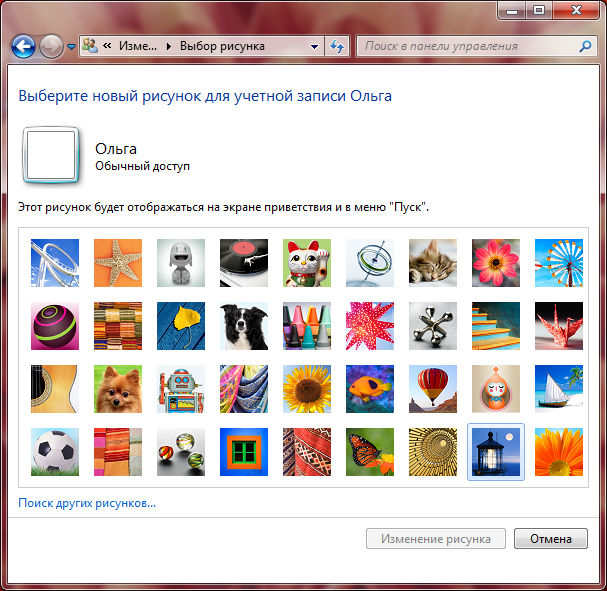 « Изме... Выбор рисунка
Поиск в панели управления
Выберите новый рисунок для учетной записи Ольга
Ольга
Обычный доступ
Этот рисунок будет отображаться на экране приветствия и в меню "Пуск".
Поиск других рисунков...
Изменение рисунка Отмена